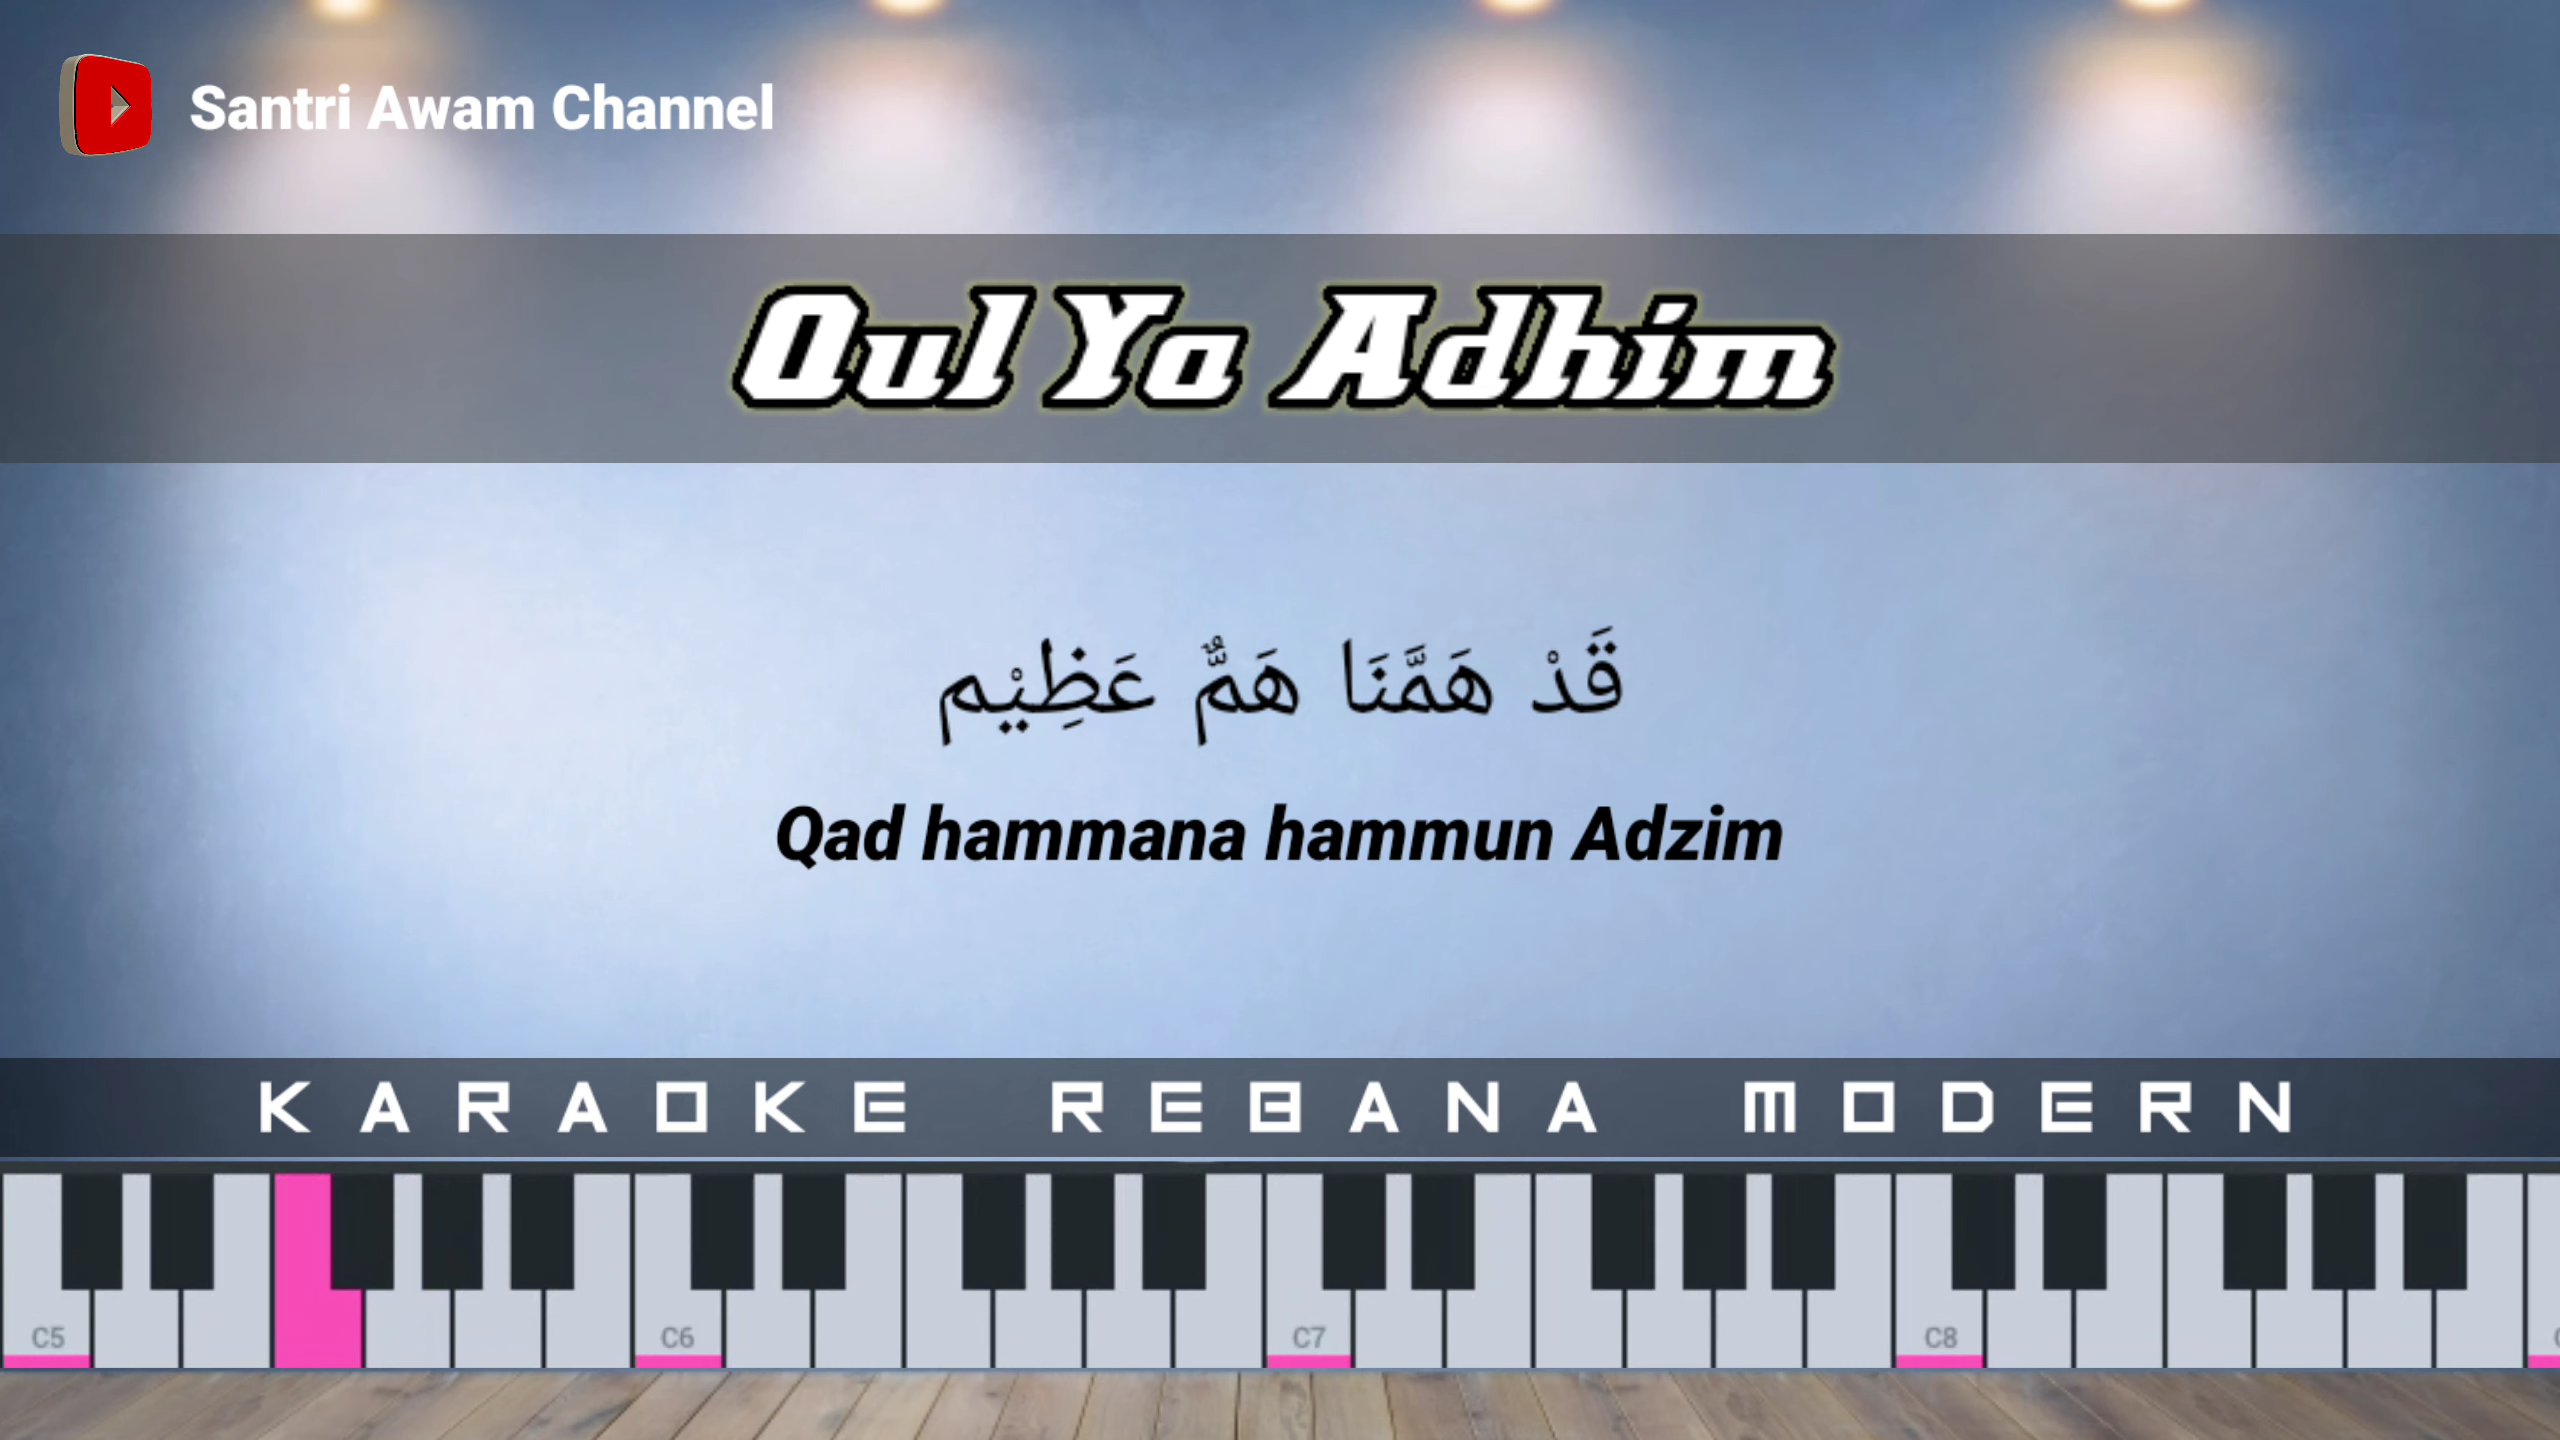 Santri Awam Channel
Qul Ya Adhim
قَدْ هَمَّنَا هَمٌّ عَظِيْم
Qad hammana hammun Adzim
KARAOKE REBANA MODERN
C5 C6 C7 C8